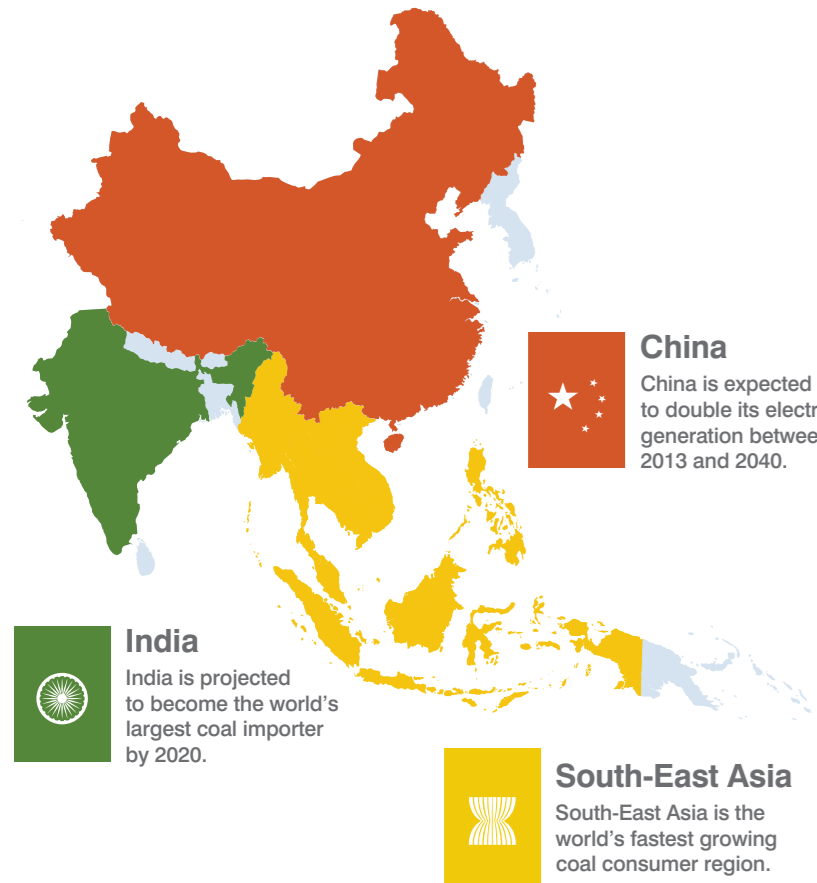 China
China is expected
to double its
generation
2013 and 2040.
India
India is projected
to become the world's
largest coal importer
by 2020.
South-East Asia
South-East Asia is the
world's fastest growing
coal consumer region.